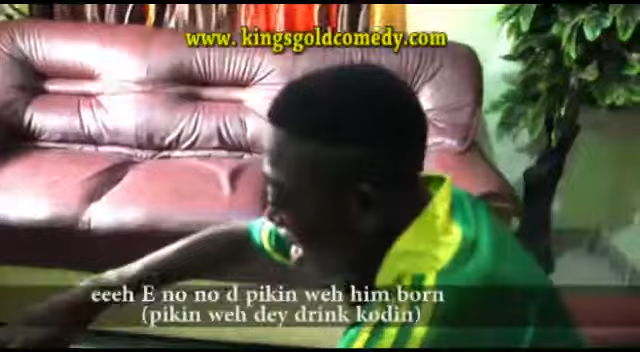 www. kingsgoldcomedy.com
eeeh E no no d pikin weh him born
(pikin weh dey drink kodin)